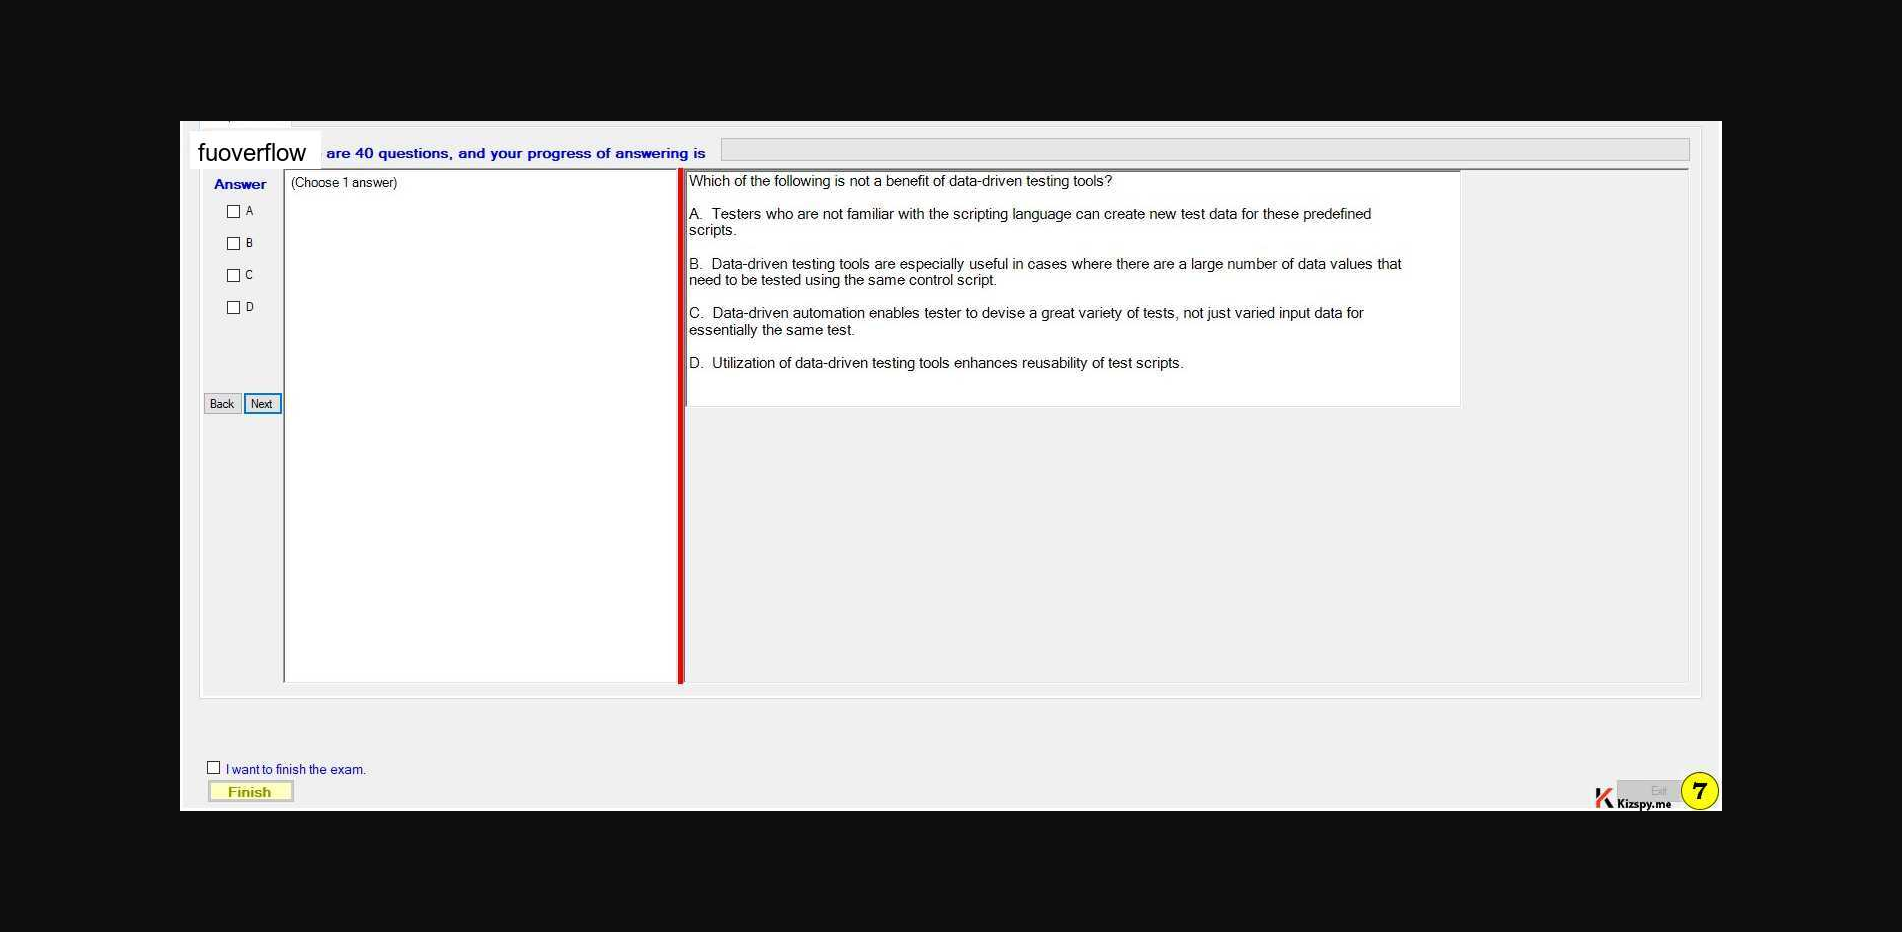 fuoverflow are 40 questions, and your progress of answering is
Answer
(Choose 1 answer)
A
B
C
D
Back Next
Which of the following is not a benefit of data-driven testing tools?
A. Testers who are not familiar with the scripting language can create new test data for these predefined
scripts.
B. Data-driven testing tools are especially useful in cases where there are a large number of data values that
need to be tested using the same control script.
C. Data-driven automation enables tester to devise a great variety of tests, not just varied input data for
essentially the same test.
D. Utilization of data-driven testing tools enhances reusability of test scripts.
I want to finish the exam.
Finish
Exit
Kizspy.me
7